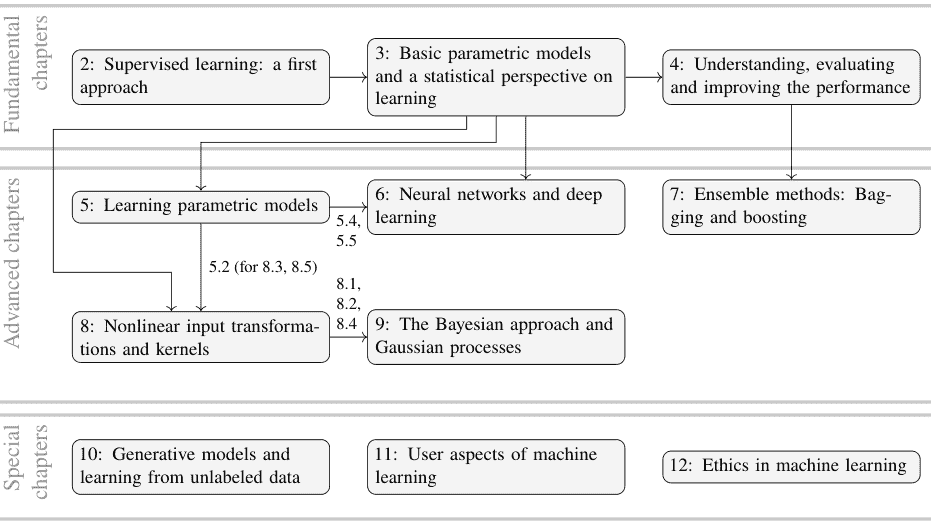 Fundamental
chapters
2: Supervised learning: a first
approach
3: Basic parametric models
and a statistical perspective on
learning
4: Understanding, evaluating
and improving the performance
Advanced chapters
5: Learning parametric models
5.4,
5.5
6: Neural networks and deep
learning
7: Ensemble methods: Bag-
ging and boosting
5.2 (for 8.3, 8.5)
8: Nonlinear input transforma-
tions and kernels
8.1,
8.2,
8.4
9: The Bayesian approach and
Gaussian processes
Special
chapters
10: Generative models and
learning from unlabeled data
11: User aspects of machine
learning
12: Ethics in machine learning